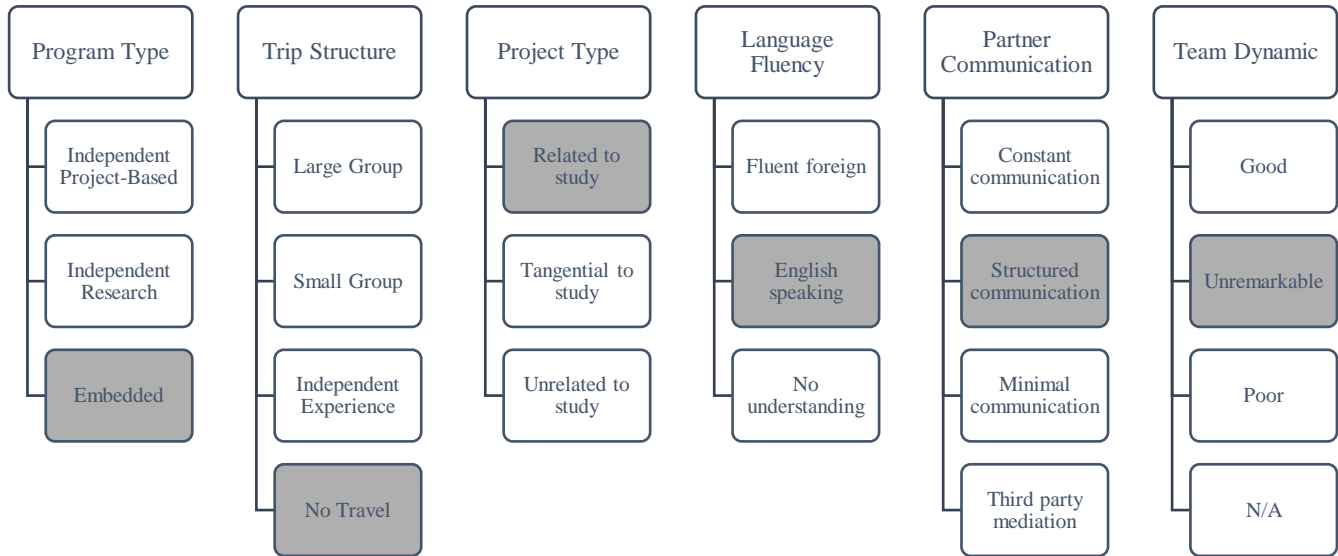 Program Type
Independent
Project-Based
Independent
Research
Embedded
Trip Structure
Large Group
Small Group
Independent
Experience
No Travel
Project Type
Related to
study
Tangential to
study
Unrelated to
study
Language
Fluency
Fluent foreign
English
speaking
No
understanding
Partner
Communication
Constant
communication
Structured
communication
Minimal
communication
Third party
mediation
Team Dynamic
Good
Unremarkable
Poor
N/A